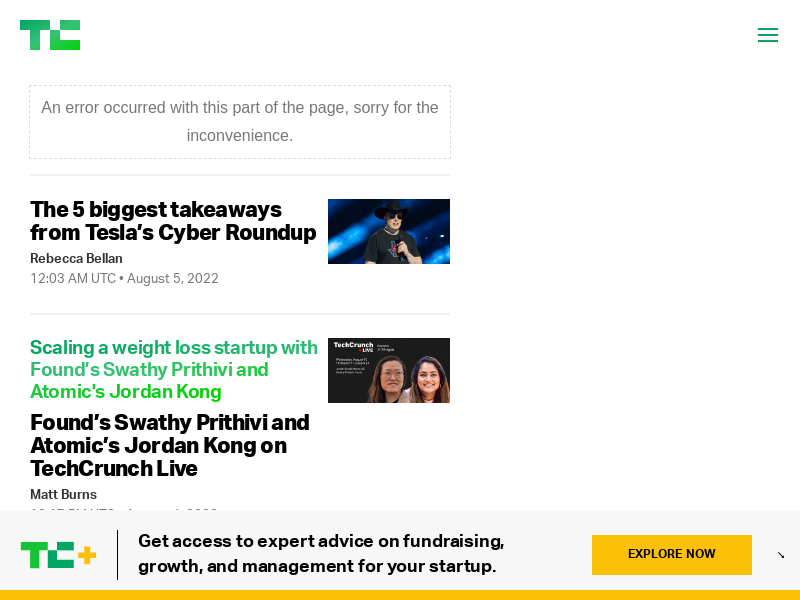 TC
An error occurred with this part of the page, sorry for the
inconvenience.
The 5 biggest takeaways
from Tesla’s Cyber Roundup
Rebecca Bellan
12:03 AM UTC • August 5, 2022
Scaling a weight loss startup with
Found’s Swathy Prithivi and
Atomic's Jordan Kong
TechCrunch
LIVE
Found’s Swathy Prithivi and
Atomic’s Jordan Kong on
TechCrunch Live
Matt Burns
TC+
Get access to expert advice on fundraising,
growth, and management for your startup.
EXPLORE NOW